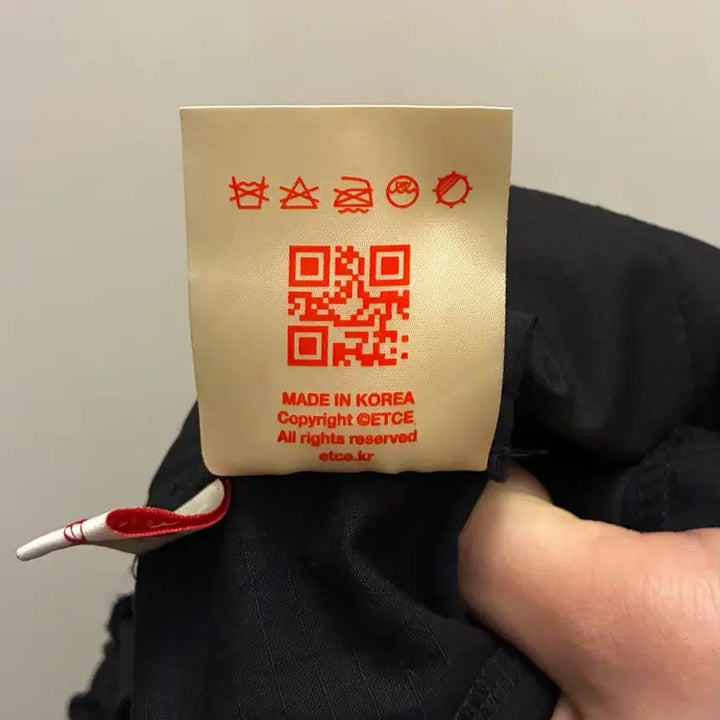 MADE IN KOREA
Copyright ©ETCE
All rights reserved
etce.kr